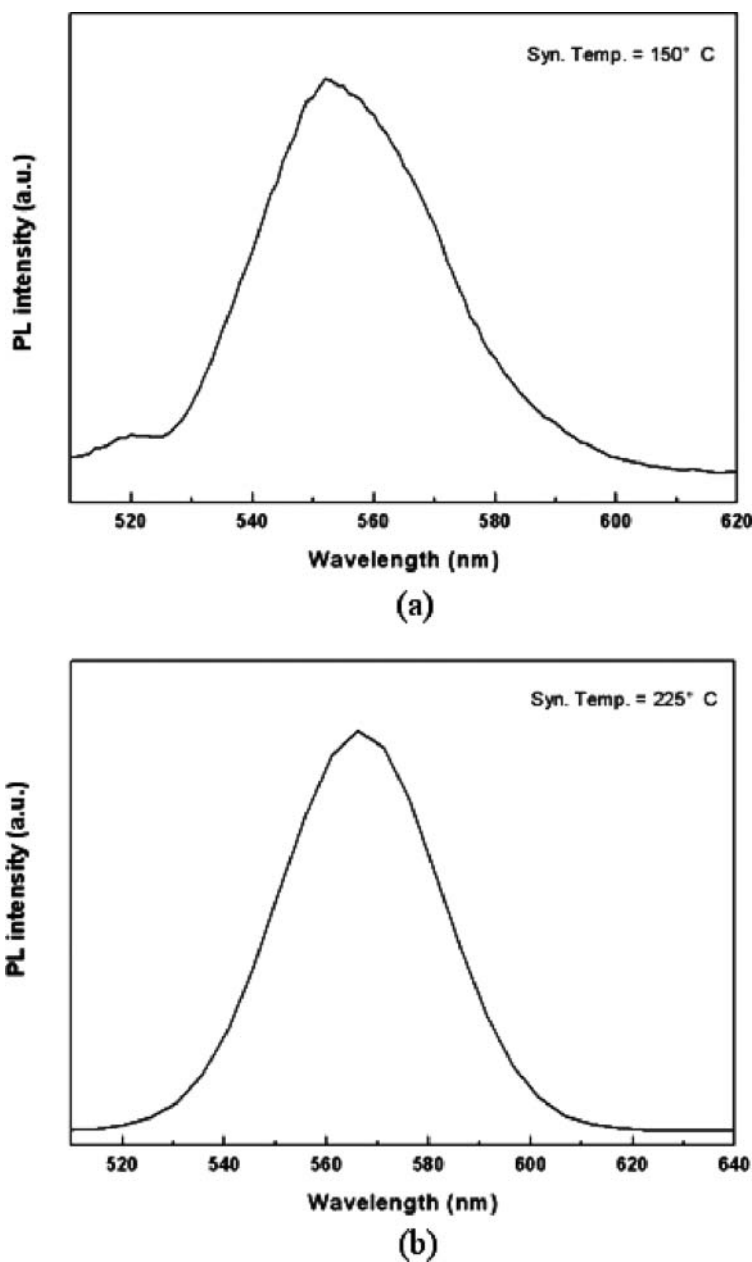 Syn. Temp. = 150° C
PL intensity (a.u.)
520 540 560 580 600 620
Wavelength (nm)
(a)
Syn. Temp. = 225° C
PL intensity (a.u.)
520 540 560 580 600 620 640
Wavelength (nm)
(b)